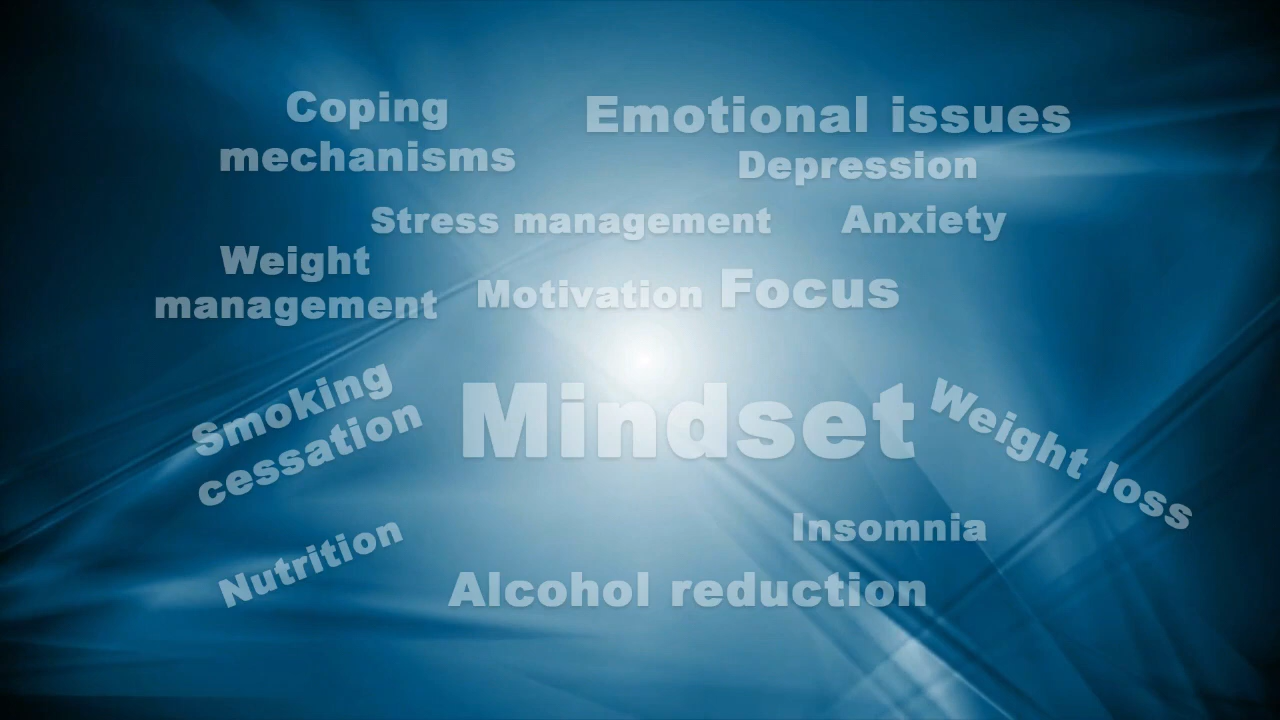 Coping
mechanisms
Emotional issues
Depression
Stress management
Anxiety
Weight
management
Motivation
Focus
Smoking
cessation
Mindset
Weight loss
Nutrition
Insomnia
Alcohol reduction